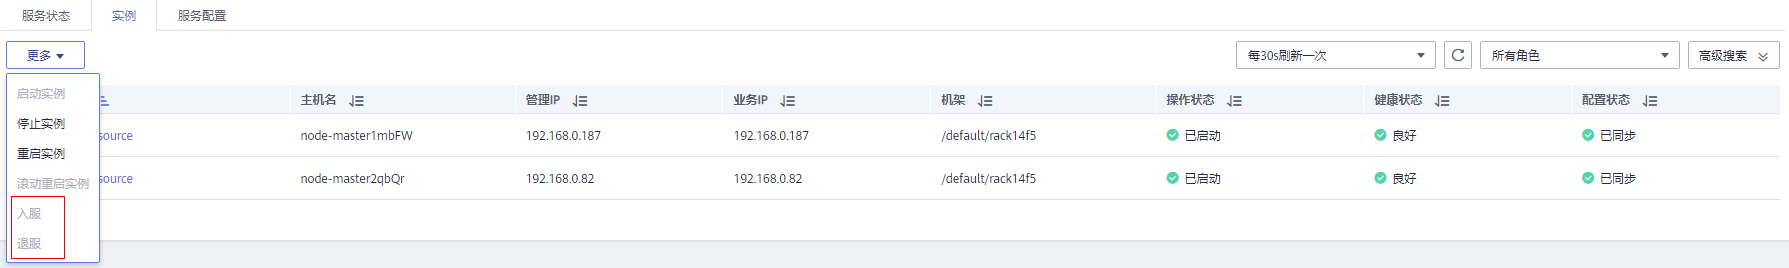 服务状态 实例 服务配置
更多 每30s刷新一次 所有角色 高级搜索
启动实例
主机名 管理IP 业务IP 机架 操作状态 健康状态 配置状态
停止实例
source node-master1mbFW 192.168.0.187 192.168.0.187 /default/rack14f5 已启动 良好 已同步
重启实例
滚动重启实例
source node-master2qbQr 192.168.0.82 192.168.0.82 /default/rack14f5 已启动 良好 已同步
入服
退服